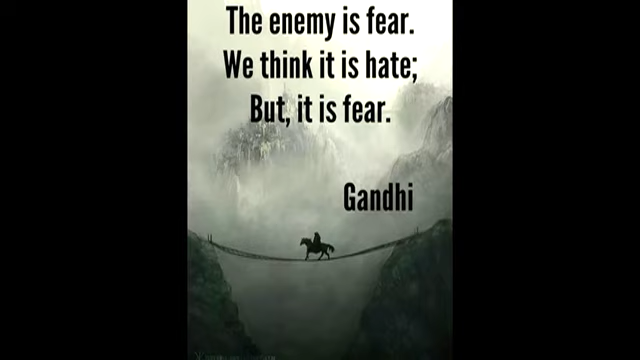 The enemy is fear.
We think it is hate;
But, it is fear.
Gandhi